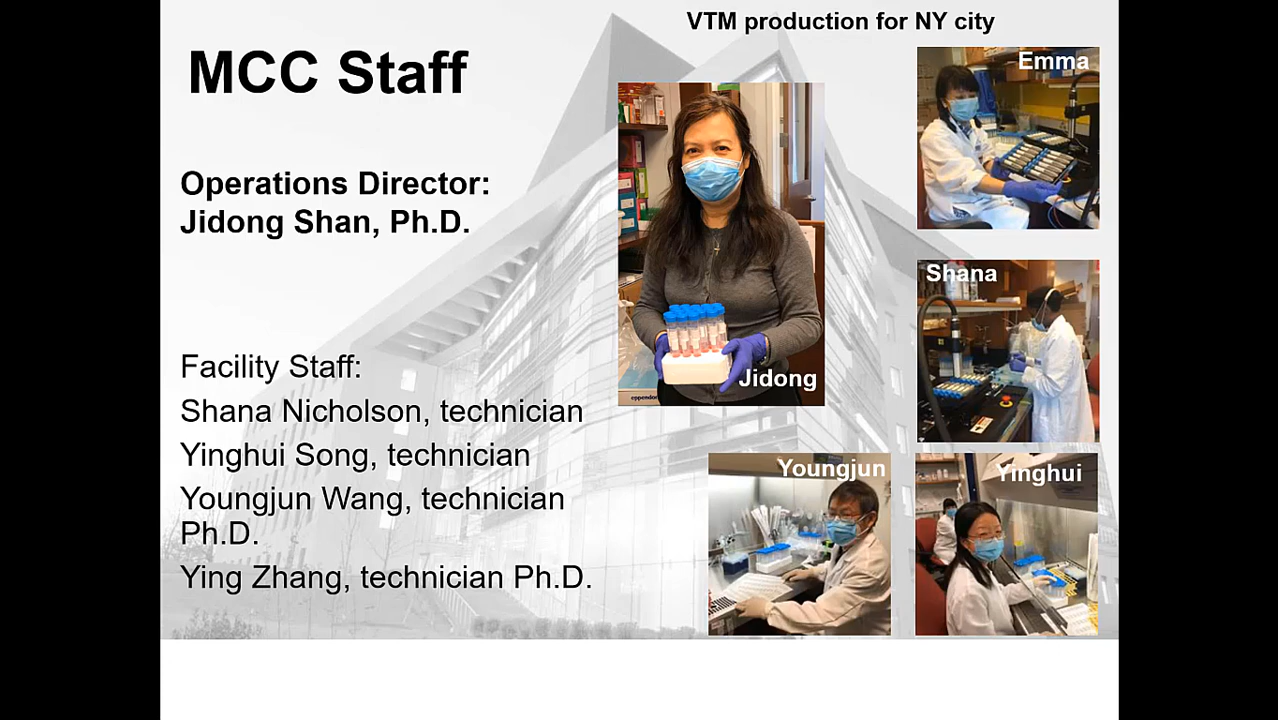 VTM production for NY city
MCC Staff
Emma
Operations Director:
Jidong Shan, Ph.D.
Shana
Facility Staff:
Jidong
Shana Nicholson, technician
Yinghui Song, technician
Youngjun
Yinghui
Youngjun Wang, technician
Ph.D.
Ying Zhang, technician Ph.D.
eppendorf